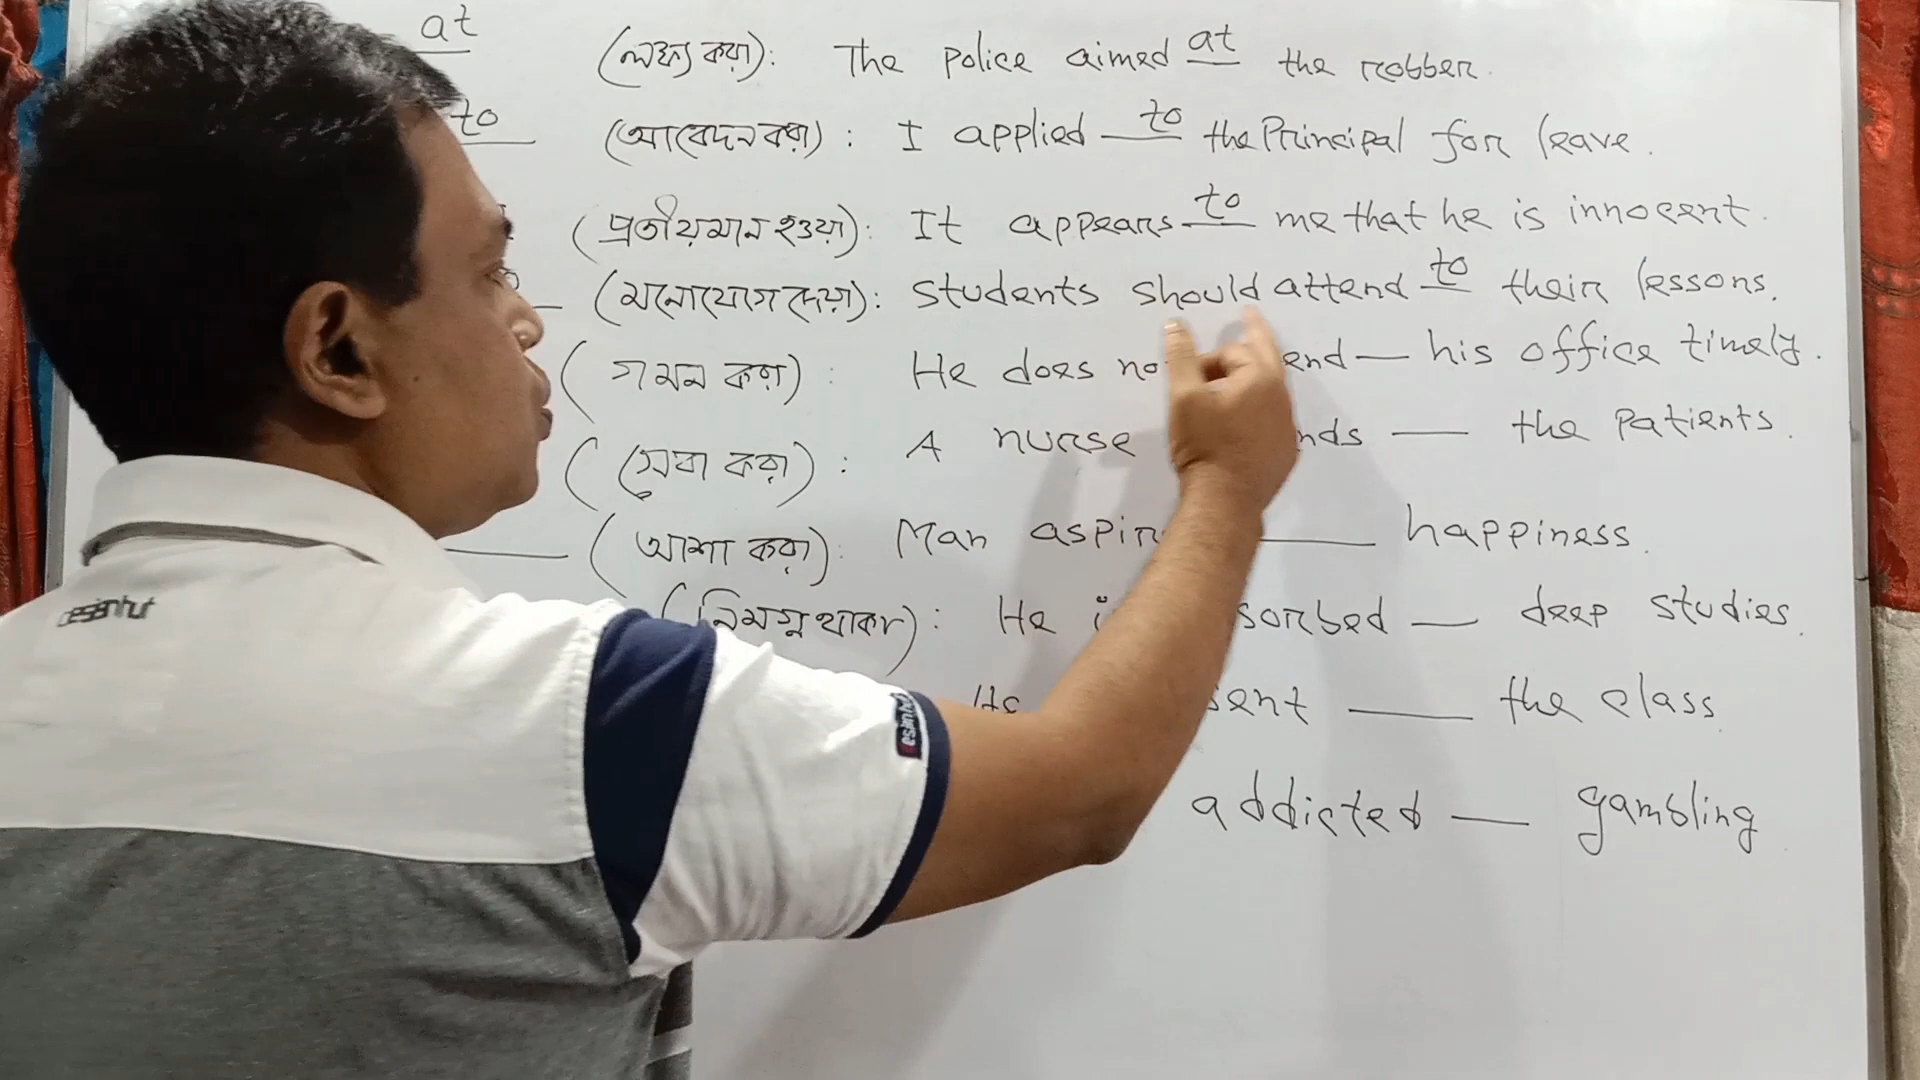 at (লক্ষ্য করা): The police aimed at the robber.
to (আবেদন করা): I applied to the Principal for leave.
(প্রতীয়মান হওয়া): It appears to me that he is innocent.
(মনোযোগ দেয়া): Students should attend to their lessons.
(গমন করা): He does not end — his office timely.
(সেবা করা): A nurse nds — the patients.
(আশা করা): Man aspir — happiness.
(নিমগ্ন থাকা): He i sorbed — deep studies.
He sent — the class
addicted — gambling